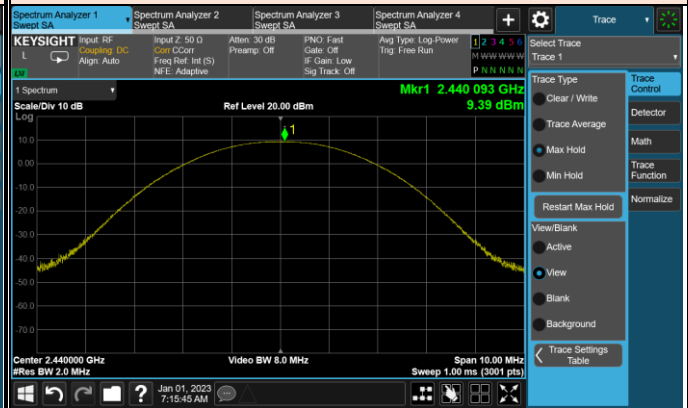 Spectrum Analyzer 1
Swept SA
Spectrum Analyzer 2
Swept SA
Spectrum Analyzer 3
Swept SA
Spectrum Analyzer 4
Swept SA
+
Trace
KEYSIGHT
L
LXI
Input: RF
Coupling: DC
Align: Auto
Input Z: 50 Ω
Corr CCorr
Freq Ref: Int (S)
NFE: Adaptive
Atten: 30 dB
Preamp: Off
PNO: Fast
Gate: Off
IF Gain: Low
Sig Track: Off
Avg Type: Log-Power
Trig: Free Run
1 2 3 4 5 6
M W W W W W
P N N N N N
Select Trace
Trace 1
1 Spectrum
Scale/Div 10 dB
Log
Ref Level 20.00 dBm
Mkr1 2.440 093 GHz
9.39 dBm
1
10.0
0.00
-10.0
-20.0
-30.0
-40.0
-50.0
-60.0
-70.0
Center 2.440000 GHz
#Res BW 2.0 MHz
Video BW 8.0 MHz
Span 10.00 MHz
Sweep 1.00 ms (3001 pts)
Trace Type
Clear / Write
Trace Average
Max Hold
Min Hold
Restart Max Hold
View/Blank
Active
View
Blank
Background
Trace Settings
Table
Trace
Control
Detector
Math
Trace
Function
Normalize
?
Jan 01, 2023
7:15:45 AM